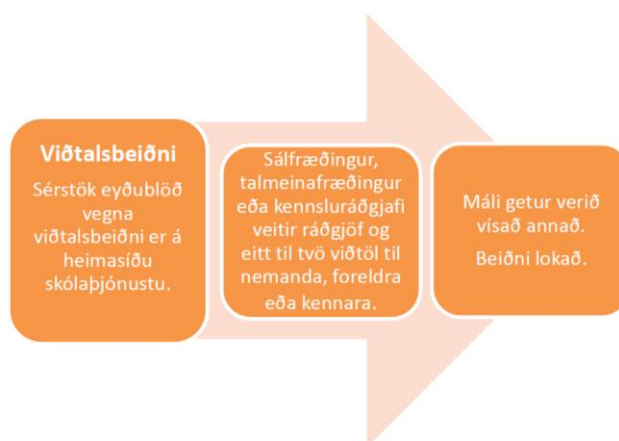 Viðtalsbeiðni
Sérstök eyðublöð
vegna
viðtalsbeiðni er á
heimasíðu
skólaþjónustu.
Sálfræðingur,
talmeinafræðingur
eða kennsluráðgjafi
veitir ráðgjöf og
eitt til tvö viðtöl til
nemanda, foreldra
eða kennara.
Máli getur verið
vísað annað.
Beiðni lokað.